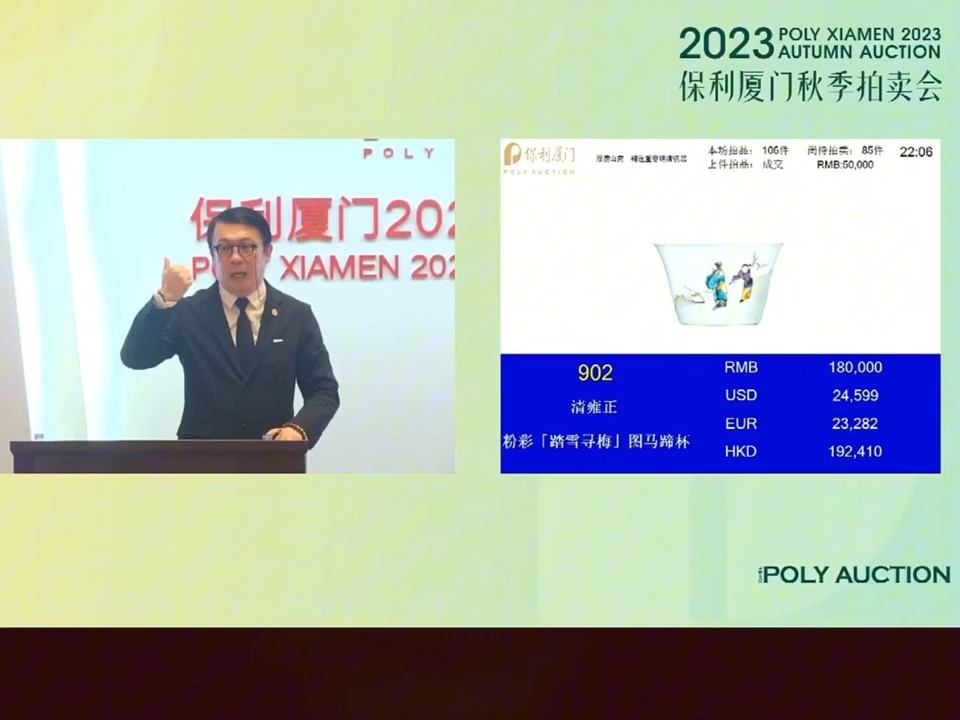 2023 POLY XIAMEN 2023
AUTUMN AUCTION
保利厦门秋季拍卖会
POLY
保利厦门202
POLY XIAMEN 202
保利厦门
POLY AUCTION
本场拍品： 106件 尚待拍卖： 85件
上件拍品： 成交 RMB:50,000
22:06
902
清雍正
粉彩「踏雪寻梅」图马蹄杯
RMB 180,000
USD 24,599
EUR 23,282
HKD 192,410
POLY AUCTION